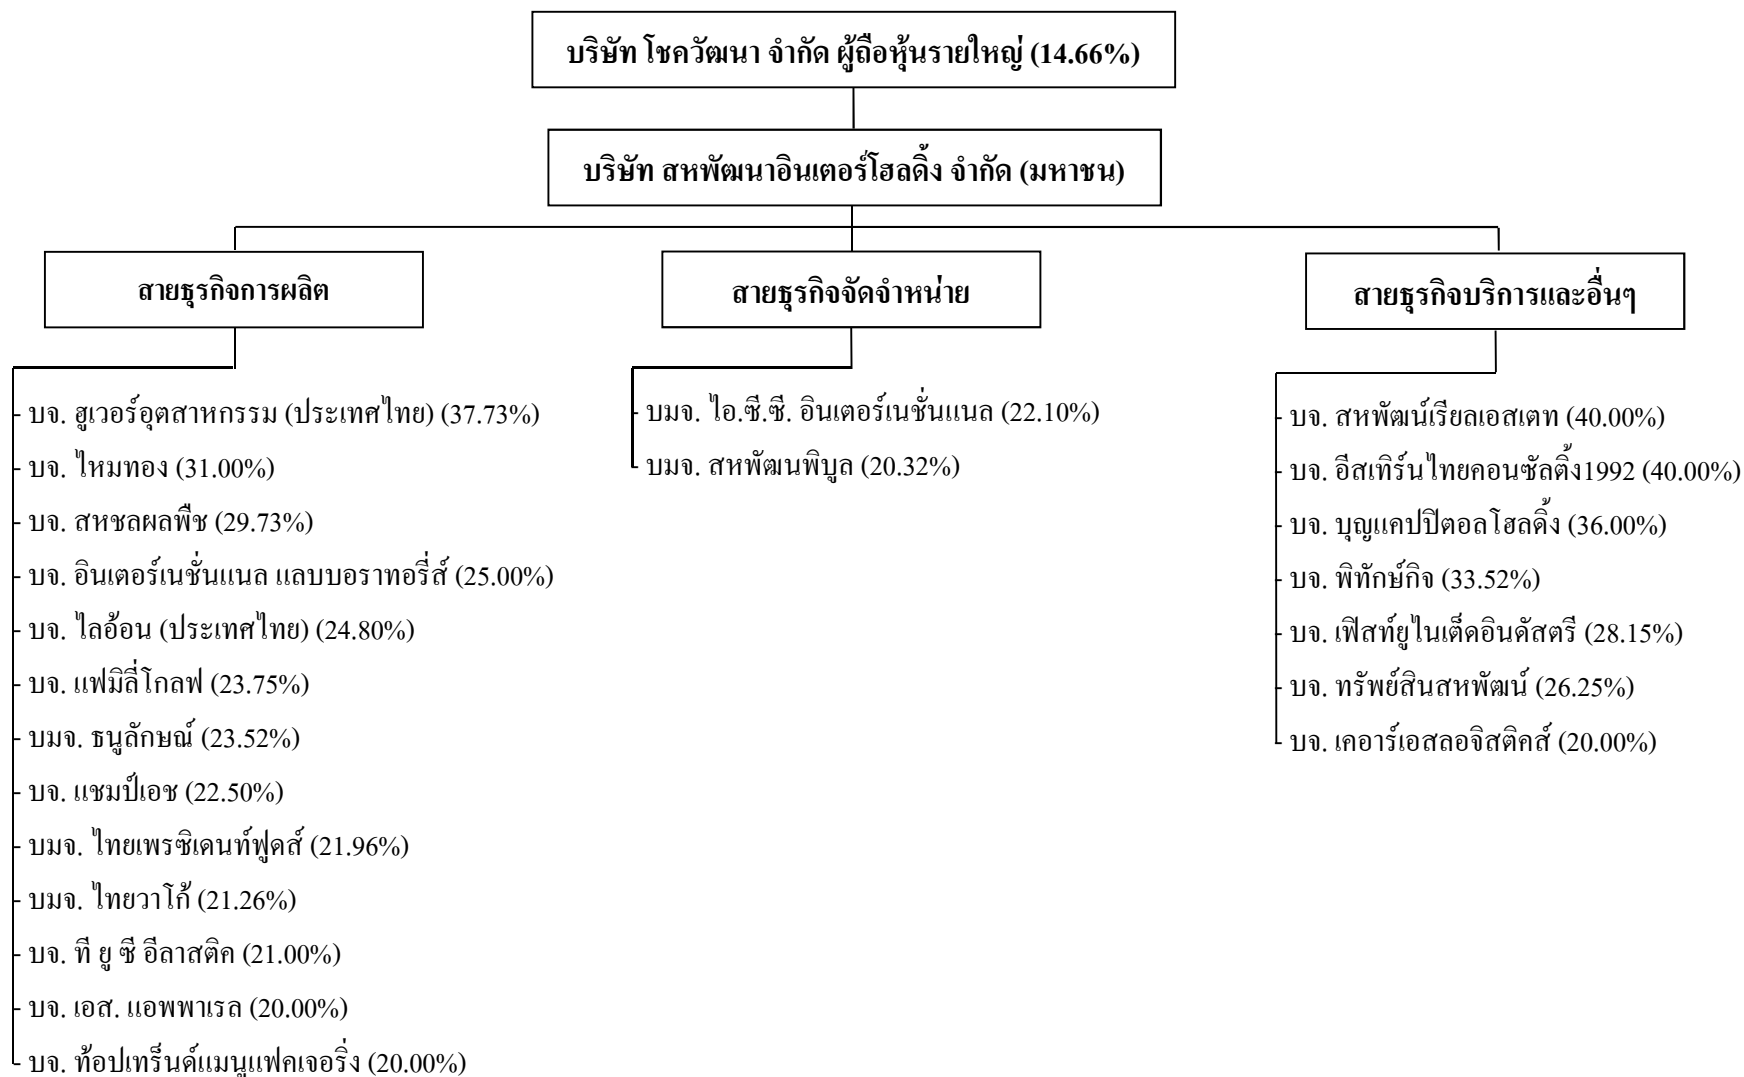 บริษัท โชควัฒนา จำกัด ผู้ถือหุ้นรายใหญ่ (14.66%)
บริษัท สหพัฒนาอินเตอร์โฮลดิ้ง จำกัด (มหาชน)
สายธุรกิจการผลิต
- บจ. ฮูเวอร์อุตสาหกรรม (ประเทศไทย) (37.73%)
- บจ. ไหมทอง (31.00%)
- บจ. สหชลผลพืช (29.73%)
- บจ. อินเตอร์เนชั่นแนล แลบบอราทอรี่ส์ (25.00%)
- บจ. ไลอ้อน (ประเทศไทย) (24.80%)
- บจ. แฟมิลี่โกลฟ (23.75%)
- บมจ. ธนูลักษณ์ (23.52%)
- บจ. แชมป์เอช (22.50%)
- บมจ. ไทยเพรซิเดนท์ฟูดส์ (21.96%)
- บมจ. ไทยวาโก้ (21.26%)
- บจ. ที ยู ซี อีลาสติค (21.00%)
- บจ. เอส. แอพพาเรล (20.00%)
- บจ. ท้อปเทร็นด์แมนูแฟคเจอริ่ง (20.00%)
สายธุรกิจจัดจำหน่าย
- บมจ. ไอ.ซี.ซี. อินเตอร์เนชั่นแนล (22.10%)
- บมจ. สหพัฒนพิบูล (20.32%)
สายธุรกิจบริการและอื่นๆ
- บจ. สหพัฒน์เรียลเอสเตท (40.00%)
- บจ. อีสเทิร์นไทยคอนซัลติ้ง1992 (40.00%)
- บจ. บุญแคปปิตอลโฮลดิ้ง (36.00%)
- บจ. พิทักษ์กิจ (33.52%)
- บจ. เฟิสท์ยูไนเต็ดอินดัสตรี (28.15%)
- บจ. ทรัพย์สินสหพัฒน์ (26.25%)
- บจ. เคอาร์เอสลอจิสติคส์ (20.00%)